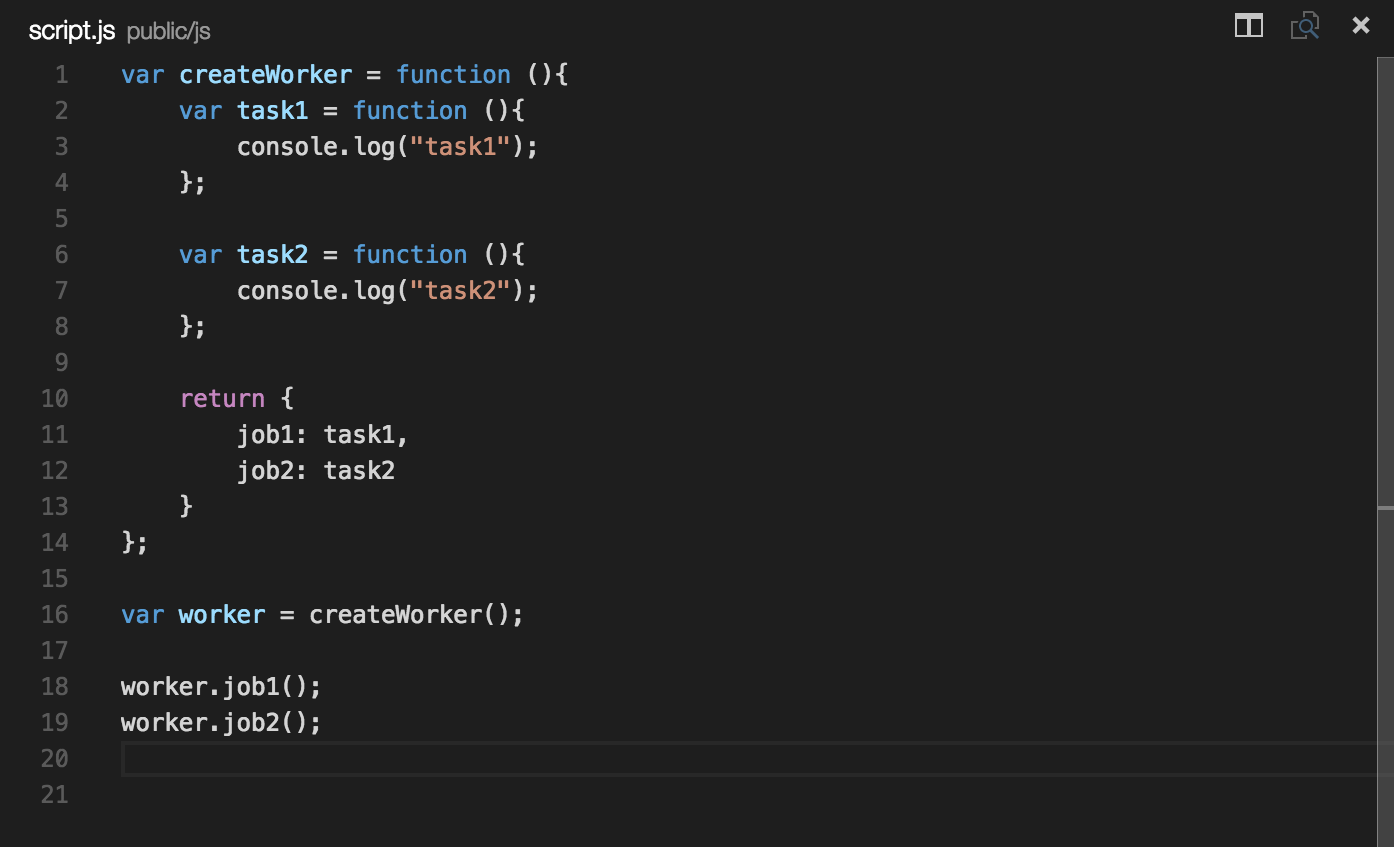 script.js public/js
1 var createWorker = function (){
2     var task1 = function (){
3         console.log("task1");
4     };
5
6     var task2 = function (){
7         console.log("task2");
8     };
9
10     return {
11         job1: task1,
12         job2: task2
13     }
14 };
15
16 var worker = createWorker();
17
18 worker.job1();
19 worker.job2();
20
21